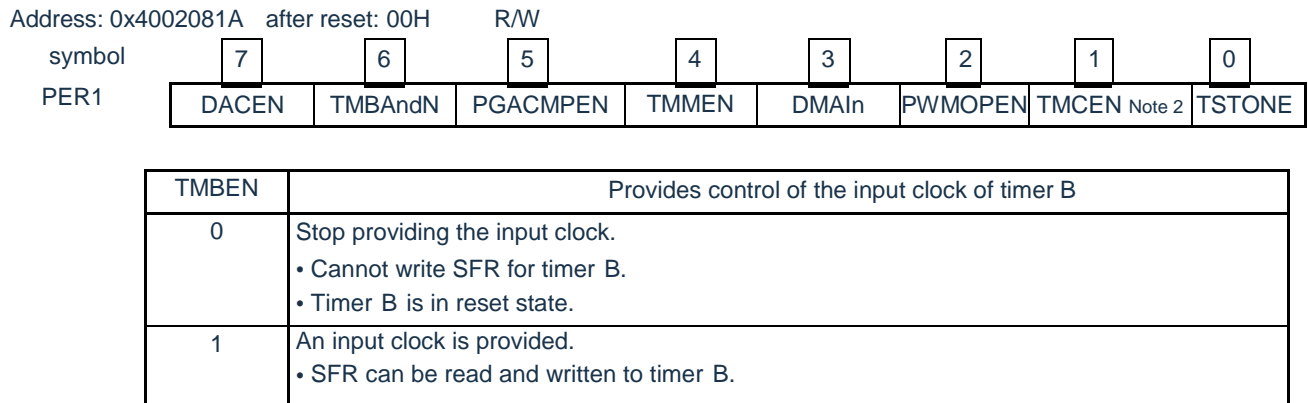 Address: 0x4002081A after reset: 00H R/W
symbol 7 6 5 4 3 2 1 0
PER1 DACEN TMBAndN PGACMPEN TMMEN DMAIn PWMOPEN TMCEN Note 2 TSTONE
TMBEN Provides control of the input clock of timer B
0 Stop providing the input clock.
• Cannot write SFR for timer B.
• Timer B is in reset state.
1 An input clock is provided.
• SFR can be read and written to timer B.